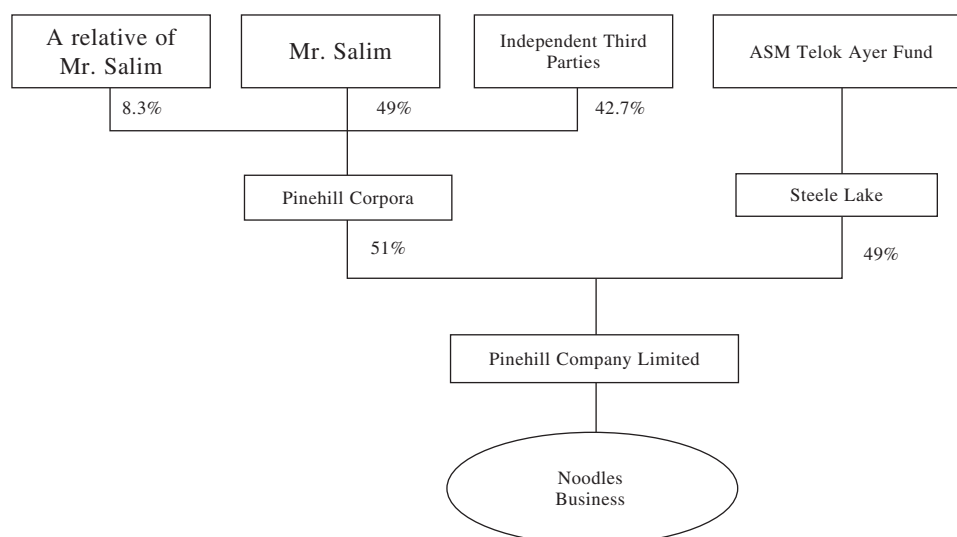 A relative of
Mr. Salim
Mr. Salim
Independent Third
Parties
ASM Telok Ayer Fund
8.3%
49%
42.7%
Pinehill Corpora
Steele Lake
51%
49%
Pinehill Company Limited
Noodles
Business